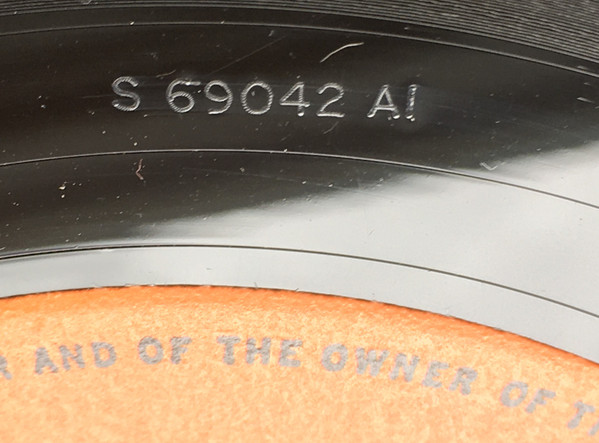 S 69042 A1
AND OF THE OWNER OF